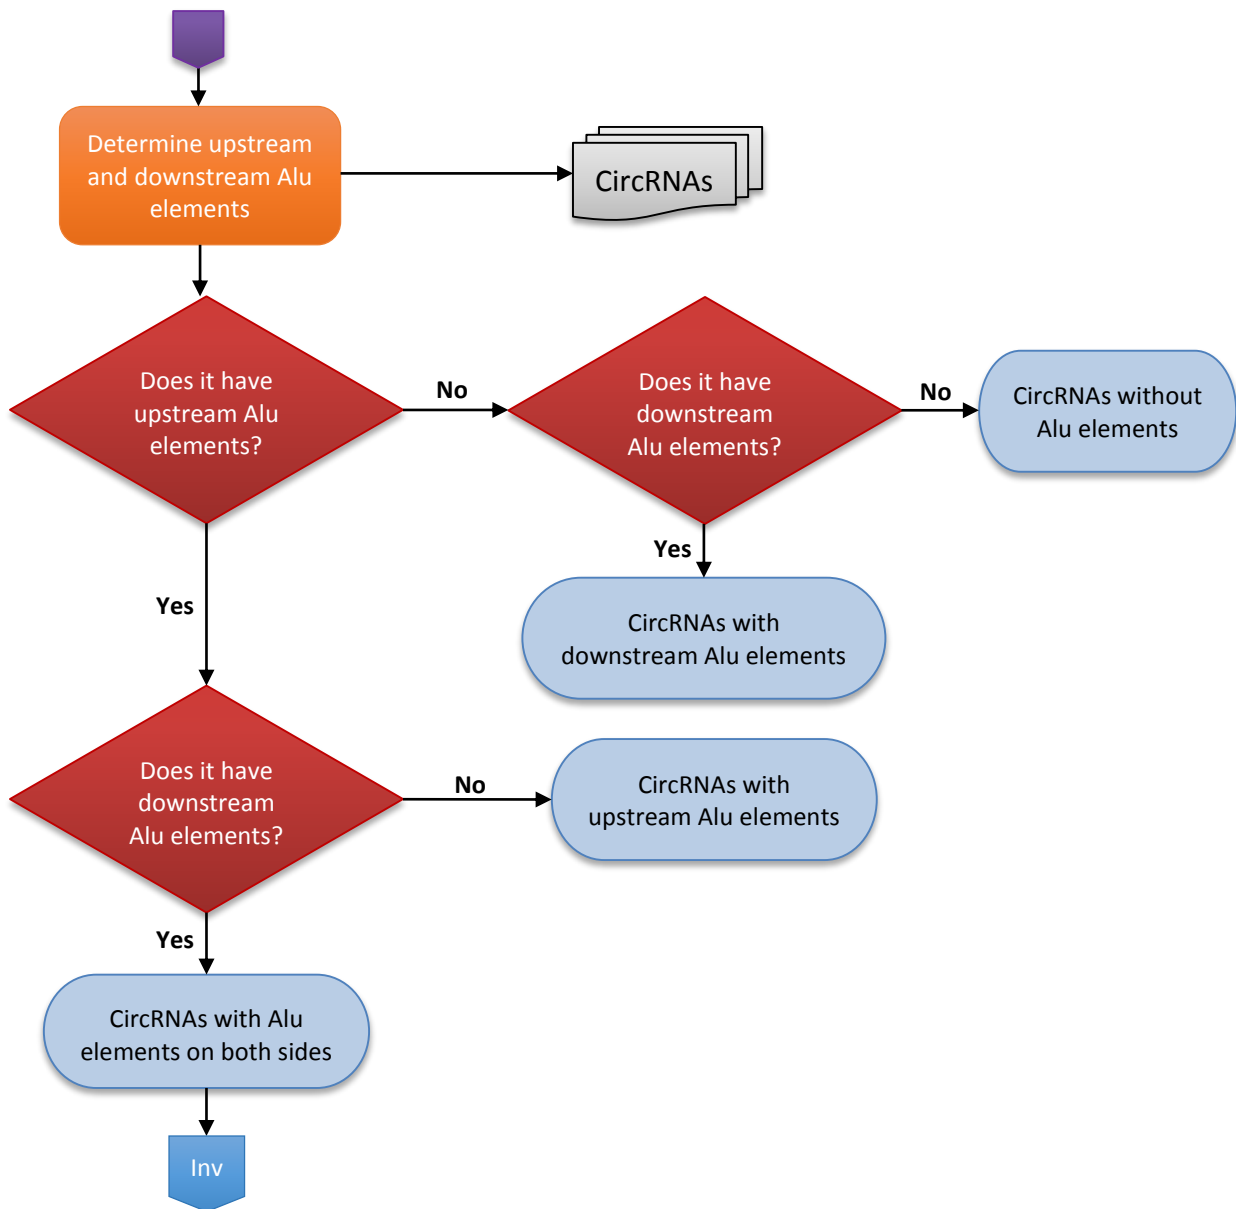 Determine upstream
and downstream Alu
elements
CircRNAs
Does it have
upstream Alu
elements?
No
Does it have
downstream
Alu elements?
No
CircRNAs without
Alu elements
Yes
CircRNAs with
downstream Alu elements
Yes
Does it have
downstream
Alu elements?
No
CircRNAs with
upstream Alu elements
Yes
CircRNAs with Alu
elements on both sides
Inv